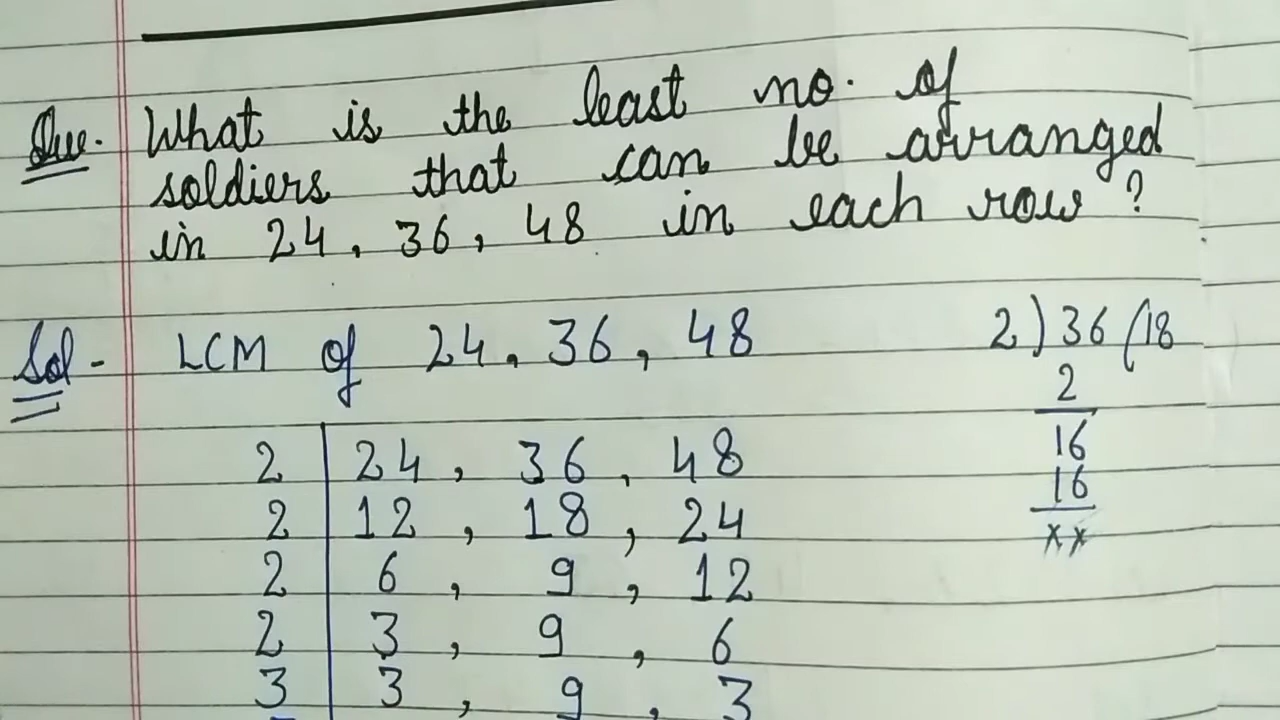 Que. What is the least no. of
soldiers that can be arranged
in 24, 36, 48 in each row?
Sol - LCM of 24, 36, 48
2) 36 (18
2
16
16
x x
2 | 24, 36, 48
2 | 12, 18, 24
2 | 6, 9, 12
2 | 3, 9, 6
3 | 3, 9, 3